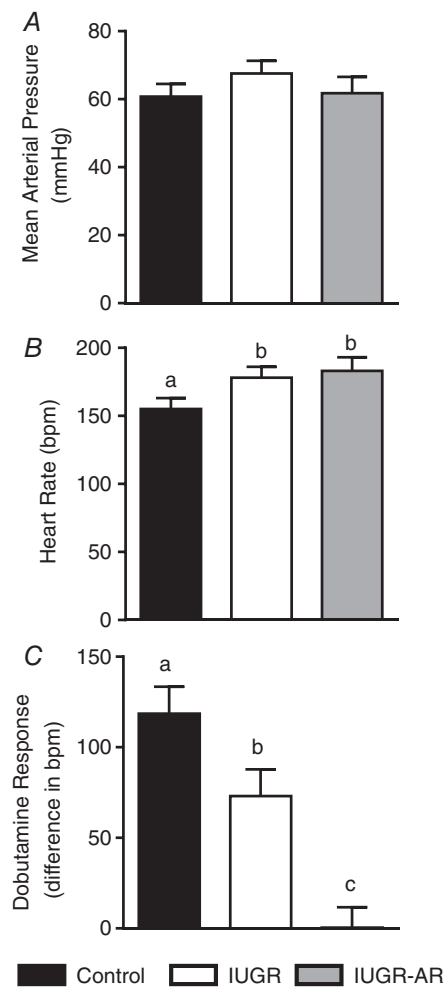 A
Mean Arterial Pressure
(mmHg)
80
60
40
20
0
B
Heart Rate (bpm)
200
150
100
50
0
a
b
b
C
Dobutamine Response
(difference in bpm)
150
100
50
0
a
b
c
Control IUGR IUGR-AR